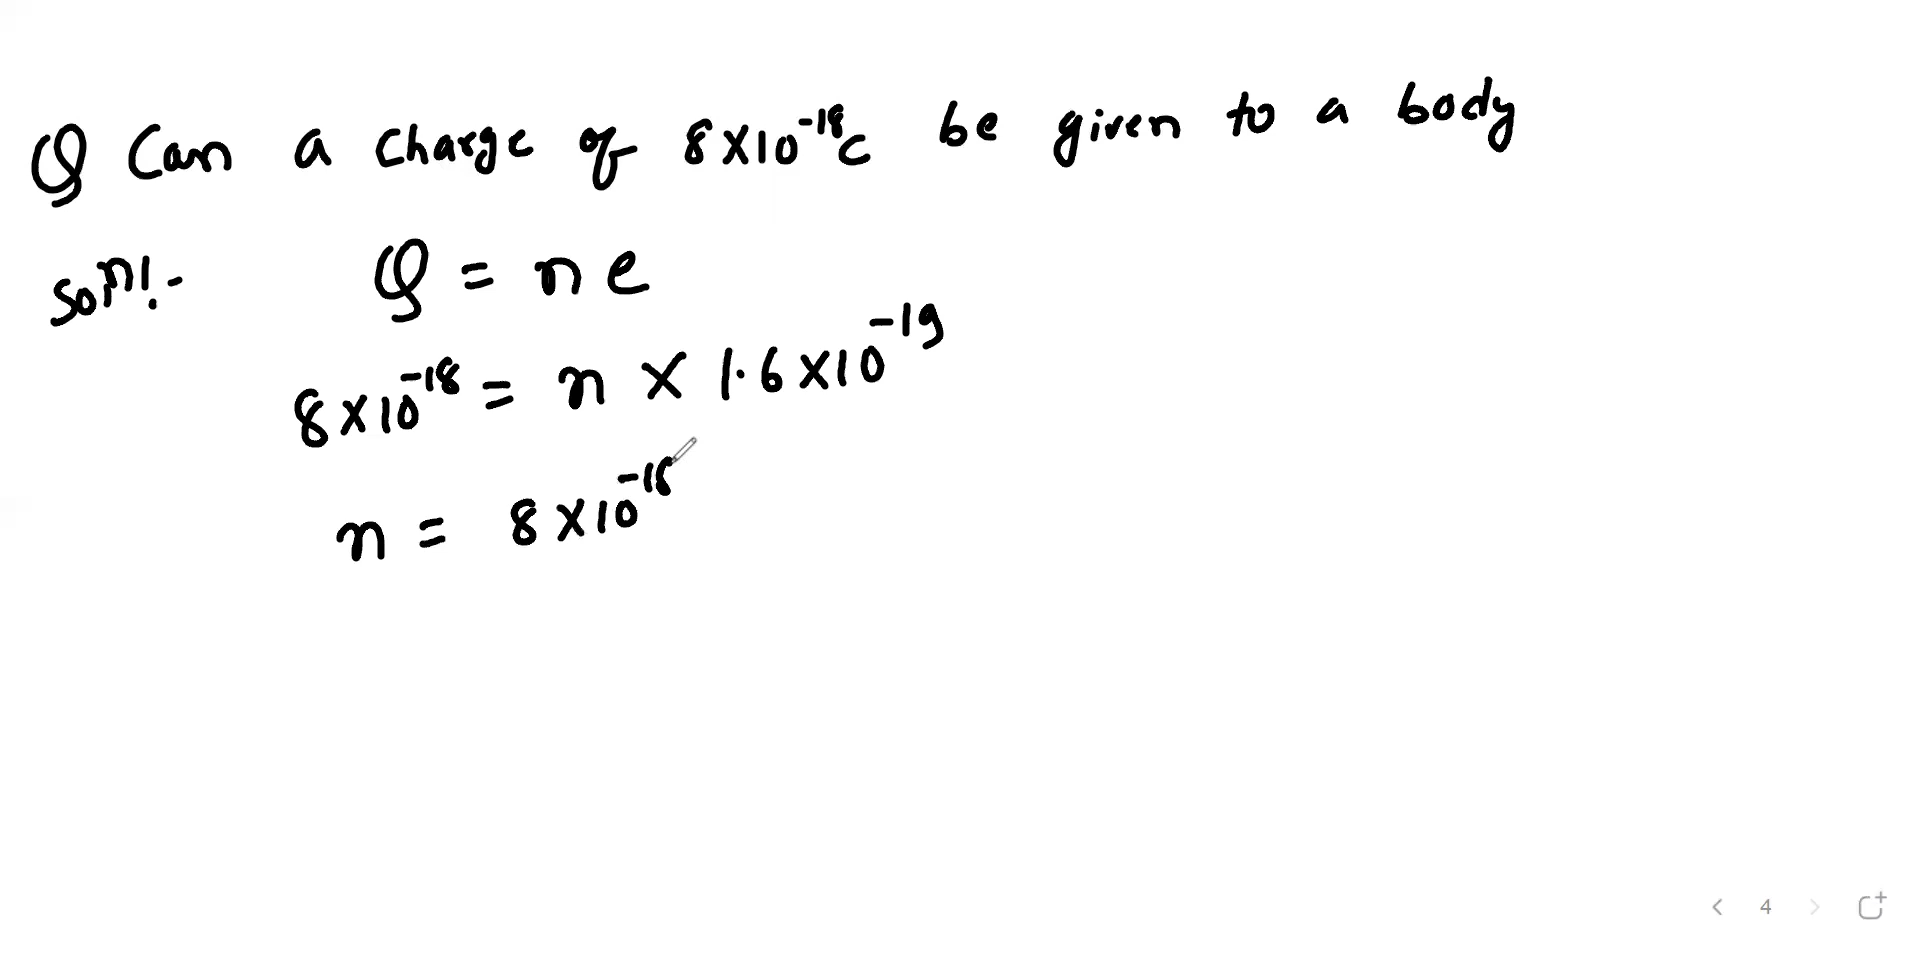 Q Can a charge of 8×10⁻¹⁸C be given to a body
Soln!-
Q = ne
8×10⁻¹⁸ = n × 1.6×10⁻¹⁹
n = 8×10⁻¹⁸
4